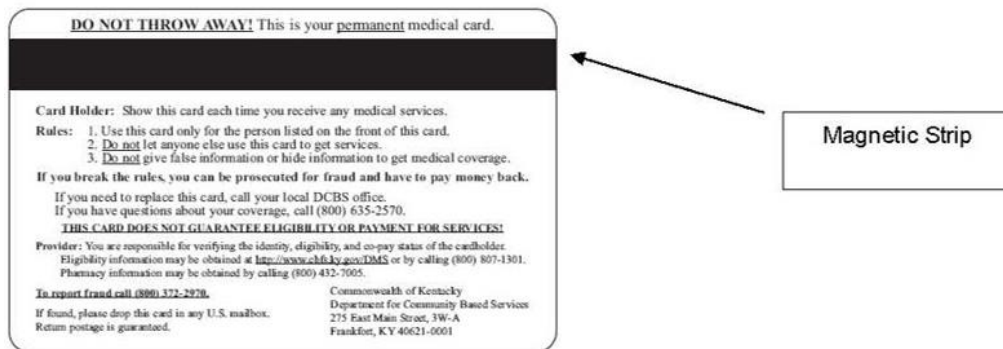 DO NOT THROW AWAY! This is your permanent medical card.
Magnetic Strip
Card Holder: Show this card each time you receive any medical services.
Rules: 1. Use this card only for the person listed on the front of this card.
2. Do not let anyone else use this card to get services.
3. Do not give false information or hide information to get medical coverage.
If you break the rules, you can be prosecuted for fraud and have to pay money back.
If you need to replace this card, call your local DCBS office.
If you have questions about your coverage, call (800) 635-2570.
THIS CARD DOES NOT GUARANTEE ELIGIBILITY OR PAYMENT FOR SERVICES!
Provider: You are responsible for verifying the identity, eligibility, and co-pay status of the cardholder.
Eligibility information may be obtained at http://www.chfs.ky.gov/DMS or by calling (800) 807-1301.
Pharmacy information may be obtained by calling (800) 432-7005.
To report fraud call (800) 372-2970.
If found, please drop this card in any U.S. mailbox.
Return postage is guaranteed.
Commonwealth of Kentucky
Department for Community Based Services
275 East Main Street, 3W-A
Frankfort, KY 40621-0001